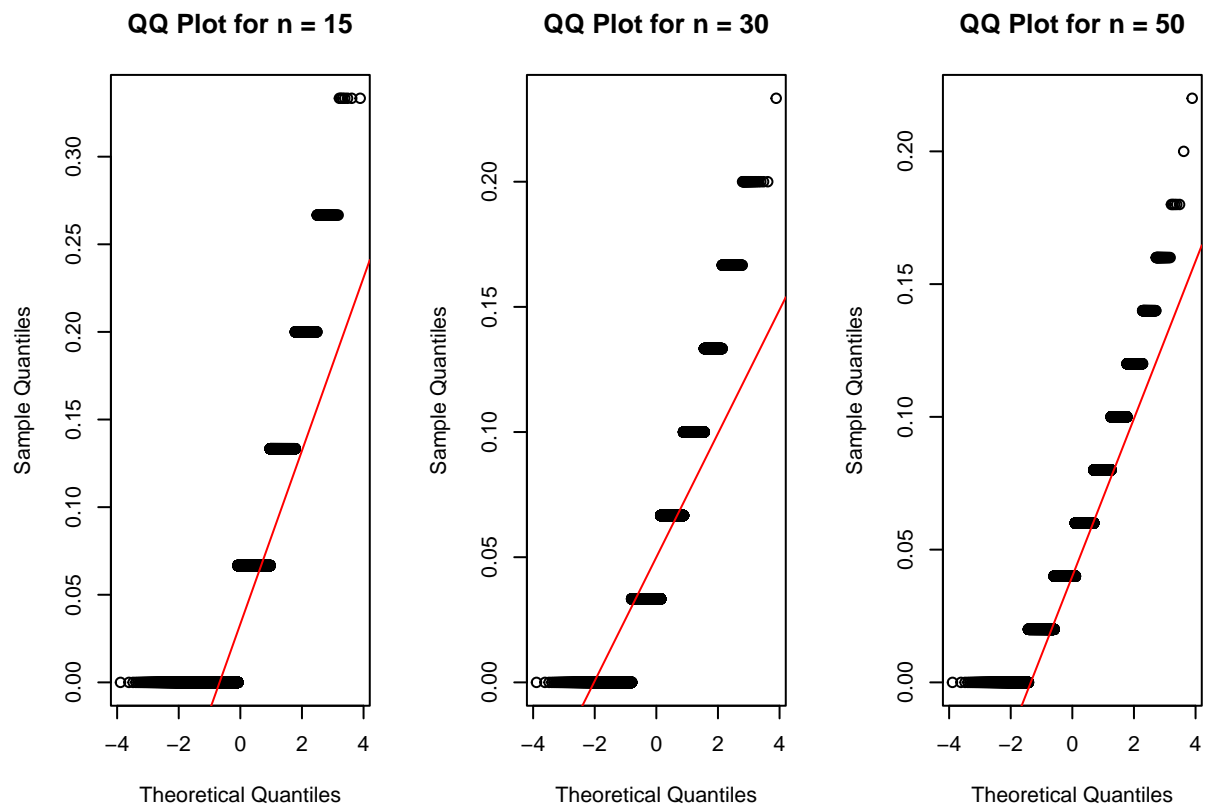 QQ Plot for n = 15
Sample Quantiles
0.30
0.25
0.20
0.15
0.10
0.05
0.00
−4 −2 0 2 4
Theoretical Quantiles
QQ Plot for n = 30
Sample Quantiles
0.20
0.15
0.10
0.05
0.00
−4 −2 0 2 4
Theoretical Quantiles
QQ Plot for n = 50
Sample Quantiles
0.20
0.15
0.10
0.05
0.00
−4 −2 0 2 4
Theoretical Quantiles